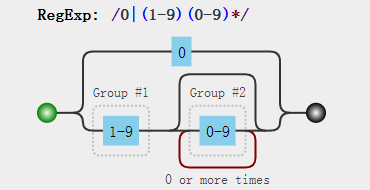 RegExp: /0|(1-9)(0-9)*/
0
Group #1 Group #2
1-9 0-9
0 or more times